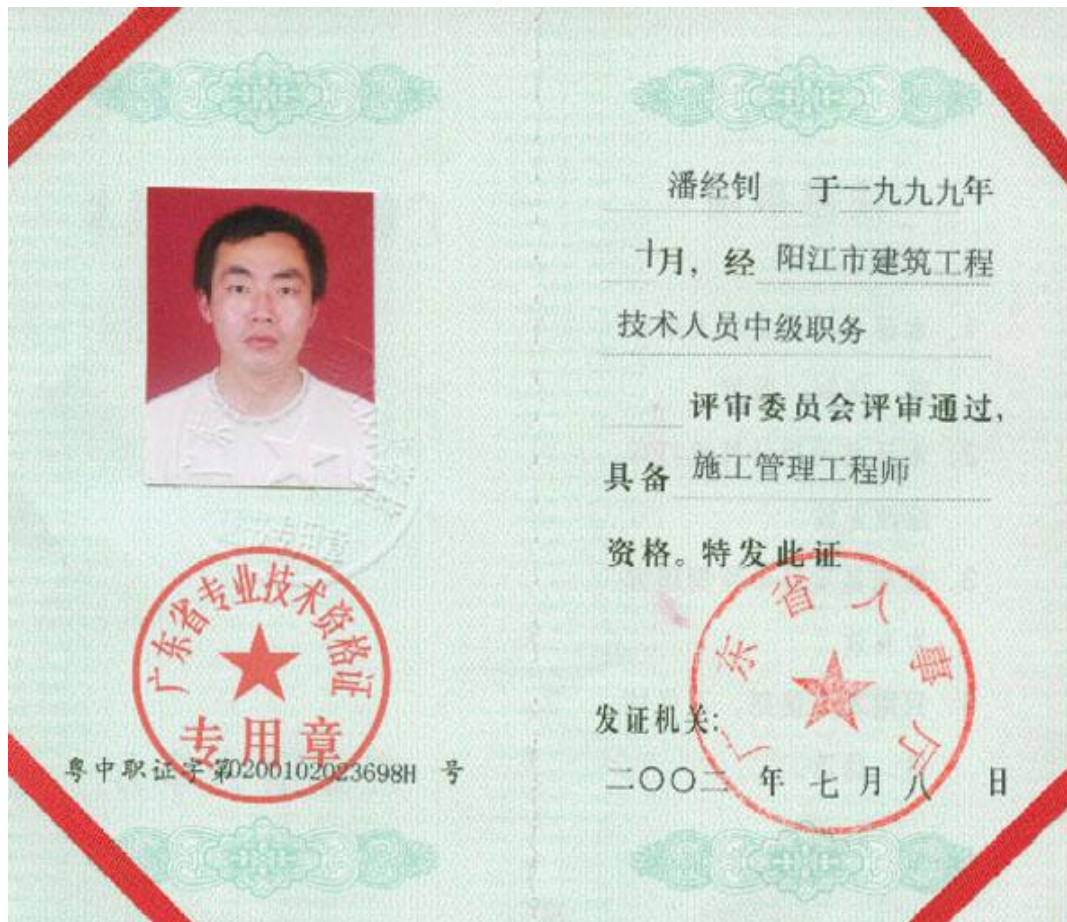 广东省专业技术资格证
专用章
粤中职证字第0200102023698H 号
潘经钊 于一九九九年
十月，经 阳江市建筑工程
技术人员中级职务
评审委员会评审通过，
具备 施工管理工程师
资格。特发此证
广东省人事厅
发证机关：
二〇〇二 年 七 月 八 日